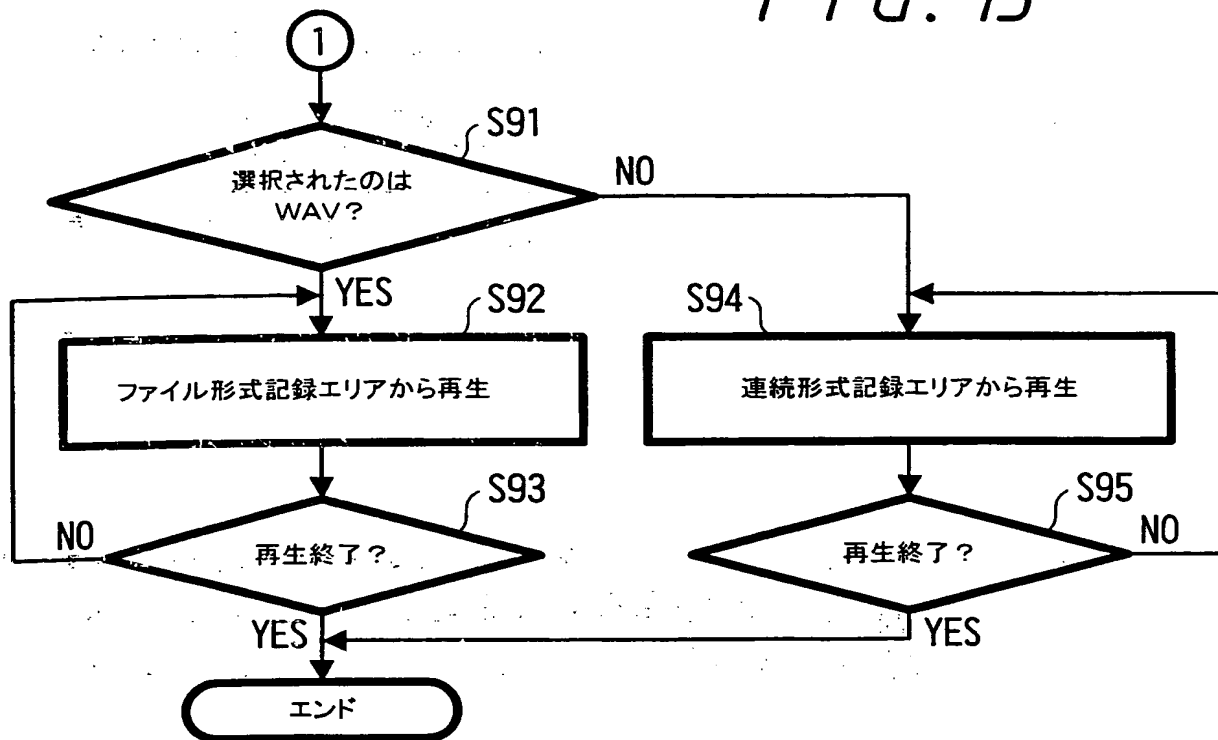 1
S91
選択されたのは
WAV?
NO
YES
S92
S94
ファイル形式記録エリアから再生
連続形式記録エリアから再生
S93
S95
NO
再生終了?
再生終了?
NO
YES
YES
エンド